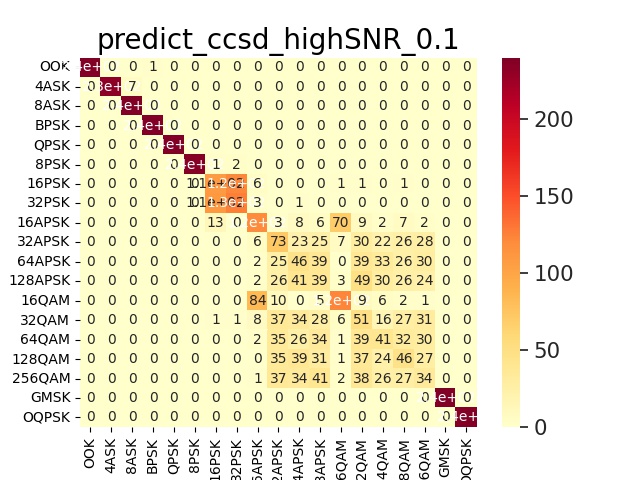 predict_ccsd_highSNR_0.1
OOK 0 0 1 0 0 0 0 0 0 0 0 0 0 0 0 0 0 0
4ASK 7 0 0 0 0 0 0 0 0 0 0 0 0 0 0 0 0
8ASK 0 0 0 0 0 0 0 0 0 0 0 0 0 0 0 0 0
BPSK 0 0 0 0 0 0 0 0 0 0 0 0 0 0 0 0 0
QPSK 0 0 0 0 0 0 0 0 0 0 0 0 0 0 0 0 0
8PSK 0 0 0 0 1 2 0 0 0 0 0 0 0 0 0 0 0
16PSK 0 0 0 0 0 6 0 0 0 1 1 0 1 0 0 0
32PSK 0 0 0 0 0 3 0 1 0 0 0 0 0 0 0 0
16APSK 0 0 0 0 0 0 13 3 8 6 70 9 2 7 2 0 0
32APSK 0 0 0 0 0 0 0 0 6 73 23 25 7 30 22 26 28 0 0
64APSK 0 0 0 0 0 0 0 0 2 25 46 39 0 39 33 26 30 0 0
128APSK 0 0 0 0 0 0 0 0 2 26 41 39 3 49 30 26 24 0 0
16QAM 0 0 0 0 0 0 0 0 84 10 0 5 9 6 2 1 0 0
32QAM 0 0 0 0 0 0 1 1 8 37 34 28 6 51 16 27 31 0 0
64QAM 0 0 0 0 0 0 0 0 2 35 26 34 1 39 41 32 30 0 0
128QAM 0 0 0 0 0 0 0 0 0 35 39 31 1 37 24 46 27 0 0
256QAM 0 0 0 0 0 0 0 0 1 37 34 41 2 38 26 27 34 0 0
GMSK 0 0 0 0 0 0 0 0 0 0 0 0 0 0 0 0 0
OQPSK 0 0 0 0 0 0 0 0 0 0 0 0 0 0 0 0 0
OOK 4ASK 8ASK BPSK QPSK 8PSK 16PSK 32PSK GMSK
200
150
100
50
0